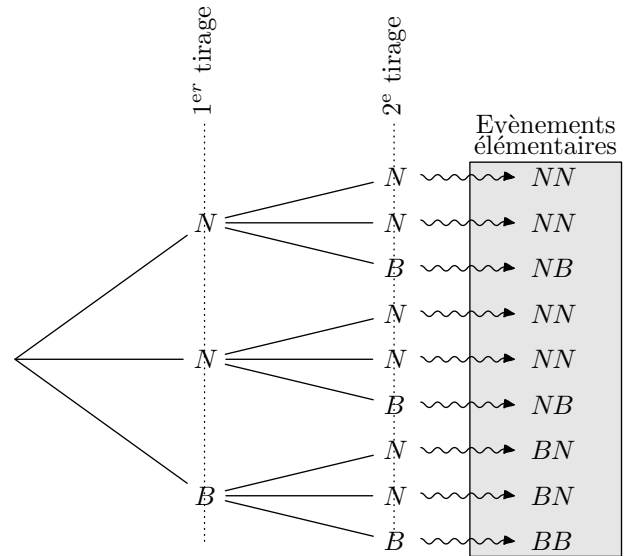 1er tirage
2e tirage
Evènements
élémentaires
N NN
N N NN
B NB
N NN
N N NN
B NB
N BN
B N BN
B BB